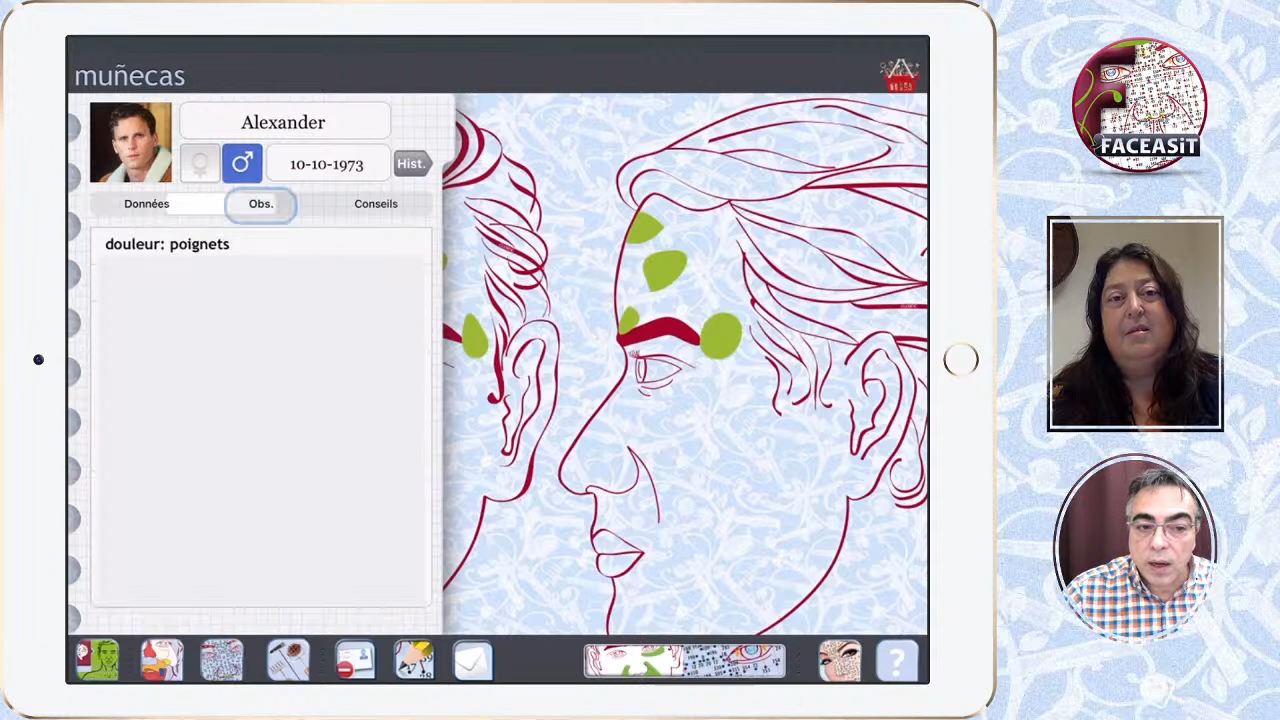 muñecas
Alexander
10-10-1973
Hist.
Données
Obs.
Conseils
douleur: poignets
?
FACEASiT